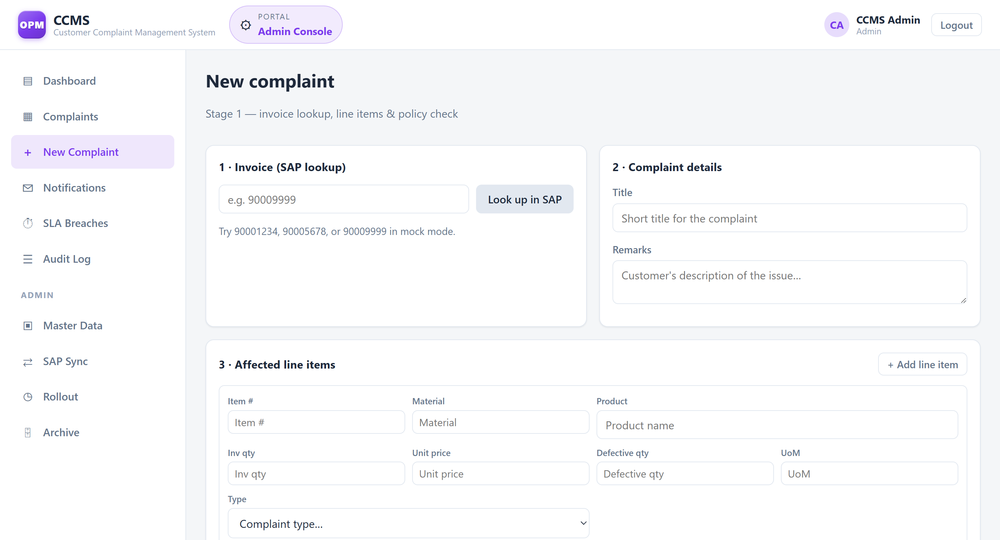 OPM
CCMS
Customer Complaint Management System
PORTAL
Admin Console
CA
CCMS Admin
Admin
Logout
Dashboard
Complaints
+ New Complaint
Notifications
SLA Breaches
Audit Log
ADMIN
Master Data
SAP Sync
Rollout
Archive
New complaint
Stage 1 — invoice lookup, line items & policy check
1 · Invoice (SAP lookup)
e.g. 90009999
Look up in SAP
Try 90001234, 90005678, or 90009999 in mock mode.
2 · Complaint details
Title
Short title for the complaint
Remarks
Customer's description of the issue...
3 · Affected line items
+ Add line item
Item #
Material
Product
Item #
Material
Product name
Inv qty
Unit price
Defective qty
UoM
Inv qty
Unit price
Defective qty
UoM
Type
Complaint type...